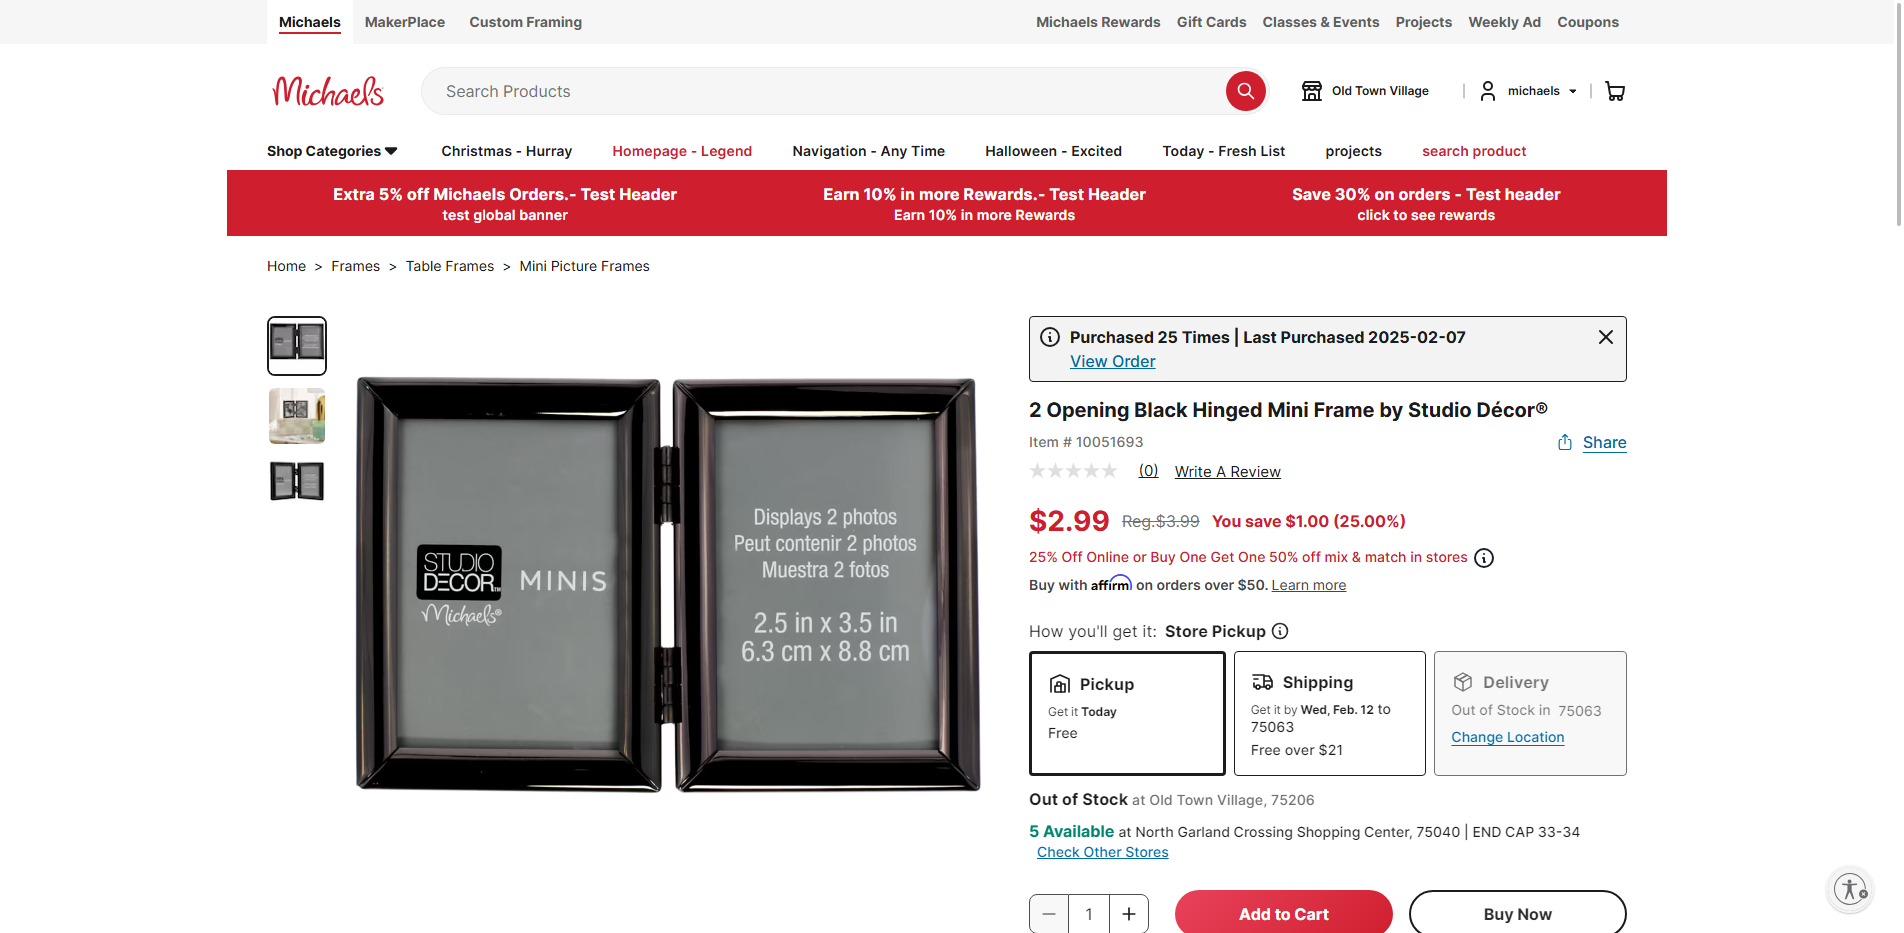 Michaels MakerPlace Custom Framing Michaels Rewards Gift Cards Classes & Events Projects Weekly Ad Coupons
Michaels Search Products Old Town Village michaels
Shop Categories Christmas - Hurray Homepage - Legend Navigation - Any Time Halloween - Excited Today - Fresh List projects search product
Extra 5% off Michaels Orders.- Test Header
test global banner
Earn 10% in more Rewards.- Test Header
Earn 10% in more Rewards
Save 30% on orders - Test header
click to see rewards
Home > Frames > Table Frames > Mini Picture Frames
STUDIO
DECOR™
Michaels®
MINIS
Displays 2 photos
Peut contenir 2 photos
Muestra 2 fotos
2.5 in x 3.5 in
6.3 cm x 8.8 cm
Purchased 25 Times | Last Purchased 2025-02-07
View Order
2 Opening Black Hinged Mini Frame by Studio Décor®
Item # 10051693
Share
(0) Write A Review
$2.99 Reg.$3.99 You save $1.00 (25.00%)
25% Off Online or Buy One Get One 50% off mix & match in stores
Buy with affirm on orders over $50. Learn more
How you'll get it: Store Pickup
Pickup
Get it Today
Free
Shipping
Get it by Wed, Feb. 12 to
75063
Free over $21
Delivery
Out of Stock in 75063
Change Location
Out of Stock at Old Town Village, 75206
5 Available at North Garland Crossing Shopping Center, 75040 | END CAP 33-34
Check Other Stores
1 Add to Cart Buy Now